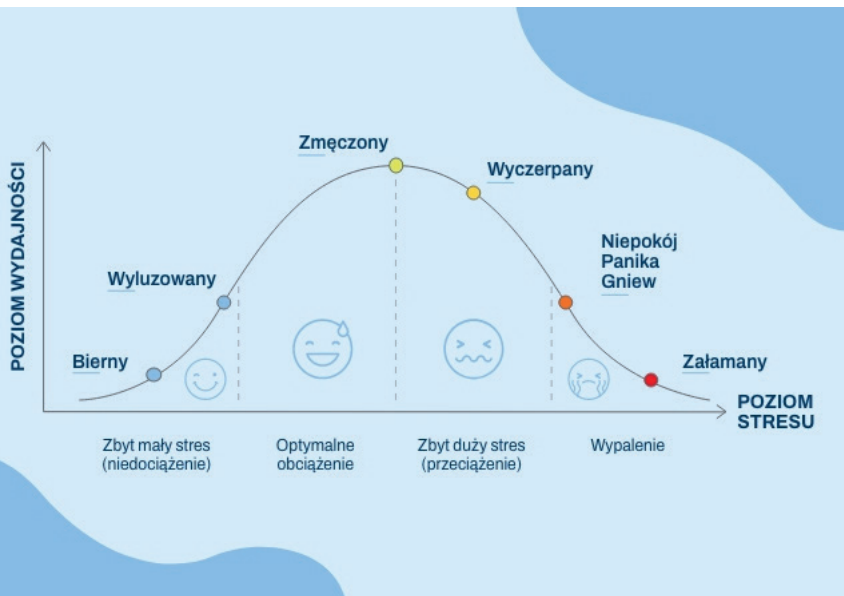 Zmęczony
Wyczerpany
Niepokój
Panika
Gniew
Wyluzowany
Bierny
Załamany
POZIOM WYDAJNOŚCI
POZIOM
STRESU
Zbyt mały stres
(niedociążenie)
Optymalne
obciążenie
Zbyt duży stres
(przeciążenie)
Wypalenie